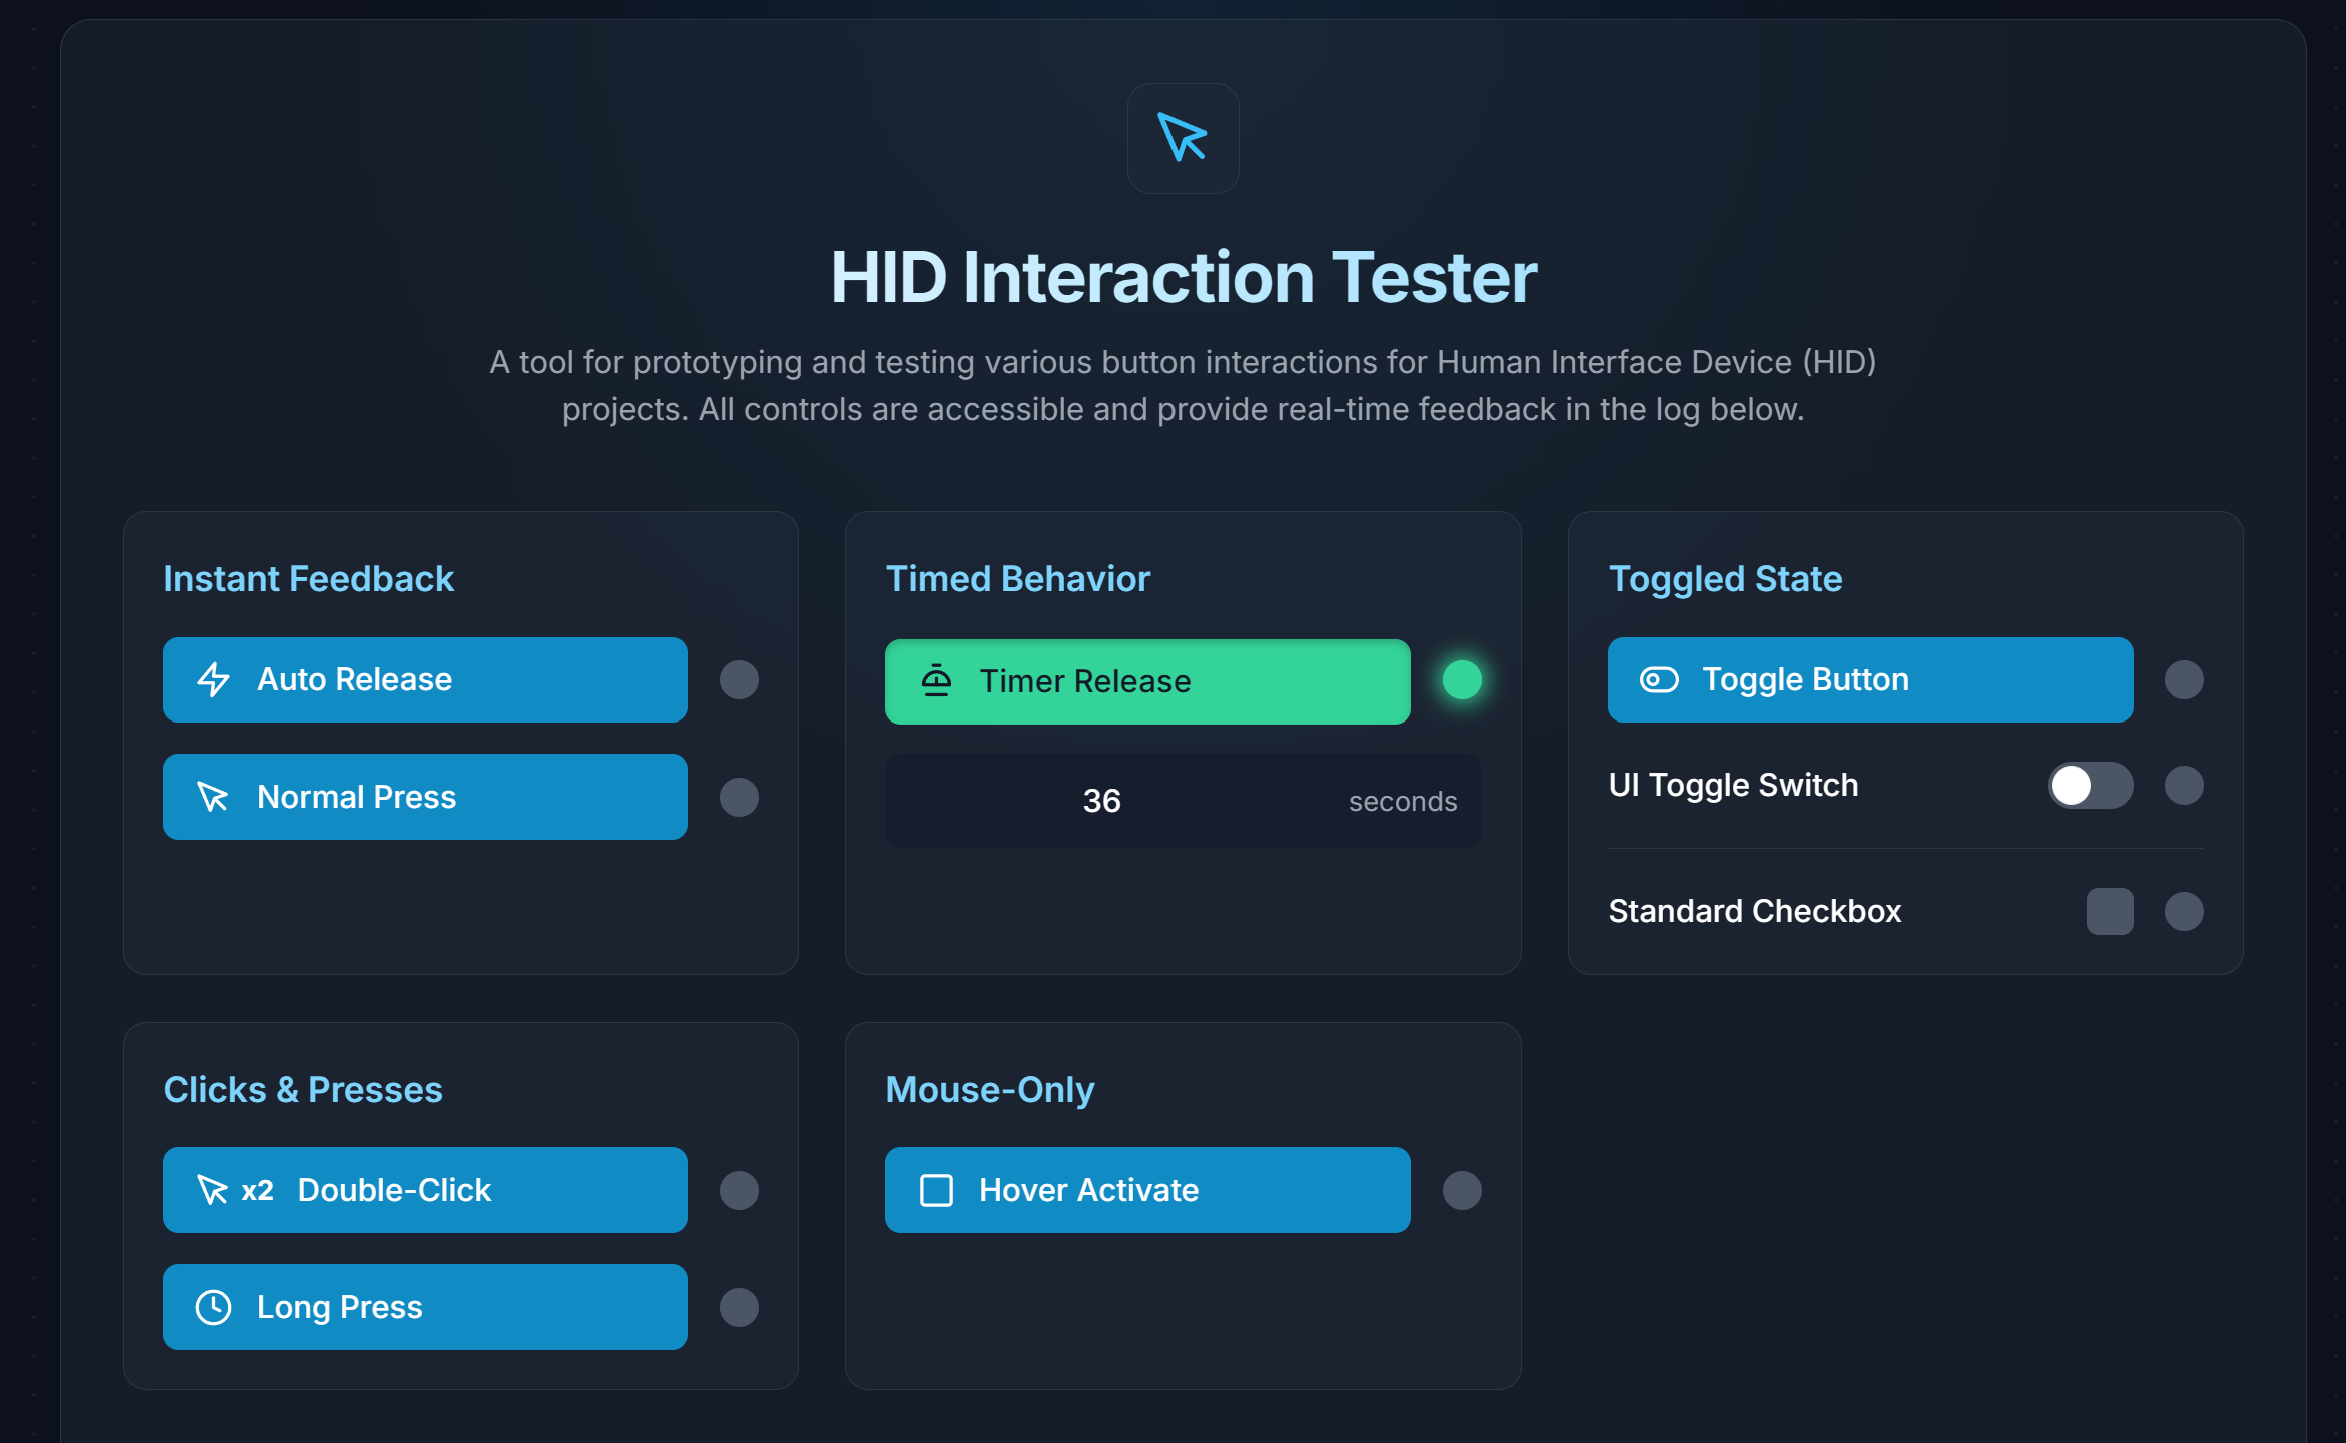 HID Interaction Tester
A tool for prototyping and testing various button interactions for Human Interface Device (HID)
projects. All controls are accessible and provide real-time feedback in the log below.
Instant Feedback
Auto Release
Normal Press
Timed Behavior
Timer Release
36 seconds
Toggled State
Toggle Button
UI Toggle Switch
Standard Checkbox
Clicks & Presses
x2 Double-Click
Long Press
Mouse-Only
Hover Activate